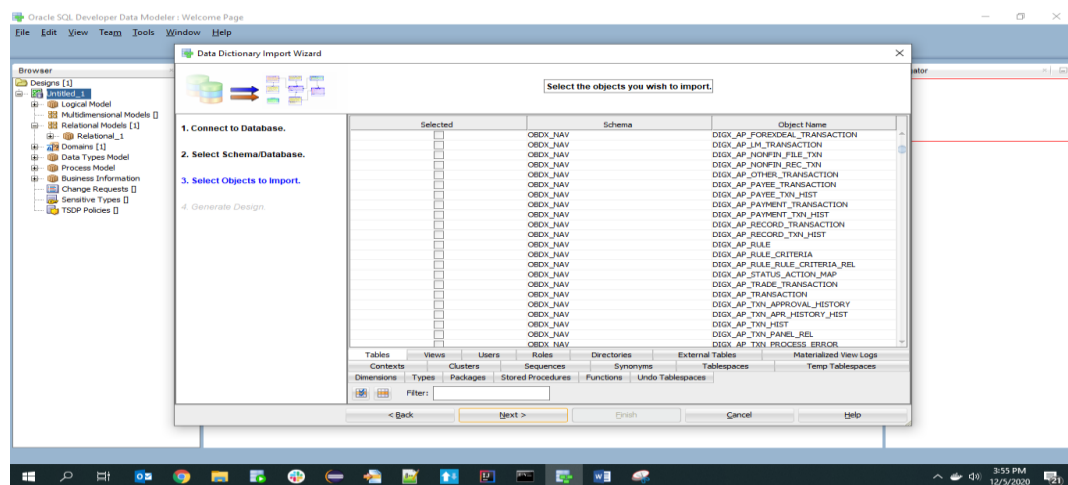 Oracle SQL Developer Data Modeler : Welcome Page
File Edit View Team Tools Window Help
Data Dictionary Import Wizard
Browser
Designs [1]
Untitled_1
Logical Model
Multidimensional Models []
Relational Models [1]
Relational_1
Domains [1]
Data Types Model
Process Model
Business Information
Change Requests []
Sensitive Types []
TSDP Policies []
Select the objects you wish to import.
1. Connect to Database.
2. Select Schema/Database.
3. Select Objects to Import.
4. Generate Design.
Selected Schema Object Name
OBDX_NAV DIGX_AP_FOREXDEAL_TRANSACTION
OBDX_NAV DIGX_AP_LM_TRANSACTION
OBDX_NAV DIGX_AP_NONFIN_FILE_TXN
OBDX_NAV DIGX_AP_NONFIN_REC_TXN
OBDX_NAV DIGX_AP_OTHER_TRANSACTION
OBDX_NAV DIGX_AP_PAYEE_TRANSACTION
OBDX_NAV DIGX_AP_PAYEE_TXN_HIST
OBDX_NAV DIGX_AP_PAYMENT_TRANSACTION
OBDX_NAV DIGX_AP_PAYMENT_TXN_HIST
OBDX_NAV DIGX_AP_RECORD_TRANSACTION
OBDX_NAV DIGX_AP_RECORD_TXN_HIST
OBDX_NAV DIGX_AP_RULE
OBDX_NAV DIGX_AP_RULE_CRITERIA
OBDX_NAV DIGX_AP_RULE_RULE_CRITERIA_REL
OBDX_NAV DIGX_AP_STATUS_ACTION_MAP
OBDX_NAV DIGX_AP_TRADE_TRANSACTION
OBDX_NAV DIGX_AP_TRANSACTION
OBDX_NAV DIGX_AP_TXN_APPROVAL_HISTORY
OBDX_NAV DIGX_AP_TXN_APR_HISTORY_HIST
OBDX_NAV DIGX_AP_TXN_HIST
OBDX_NAV DIGX_AP_TXN_PANEL_REL
OBDX_NAV DIGX_AP_TXN_PROCESS_ERROR
Tables Views Users Roles Directories External Tables Materialized View Logs
Contexts Clusters Sequences Synonyms Tablespaces Temp Tablespaces
Dimensions Types Packages Stored Procedures Functions Undo Tablespaces
Filter:
< Back Next > Finish Cancel Help
3:55 PM
12/5/2020